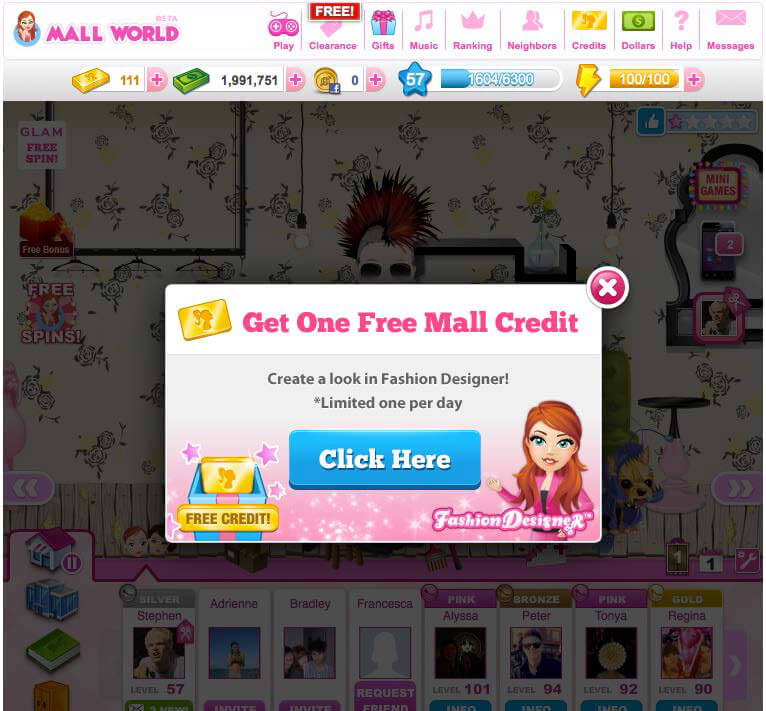 MALL WORLD
BETA
Play
FREE!
Clearance
Gifts
Music
Ranking
Neighbors
Credits
Dollars
Help
Messages
111
1,991,751
0
57
1604/6300
100/100
GLAM
FREE
SPIN!
Free Bonus
FREE
SPINS!
MINI
GAMES
2
Get One Free Mall Credit
Create a look in Fashion Designer!
*Limited one per day
Click Here
FREE CREDIT!
Fashion Designer™
1
1
SILVER
Stephen
LEVEL 57
2 NEW!
Adrienne
INVITE
Bradley
INVITE
Francesca
REQUEST
FRIEND
PINK
Alyssa
LEVEL 101
INFO
BRONZE
Peter
LEVEL 94
INFO
PINK
Tonya
LEVEL 92
INFO
GOLD
Regina
LEVEL 90
INFO